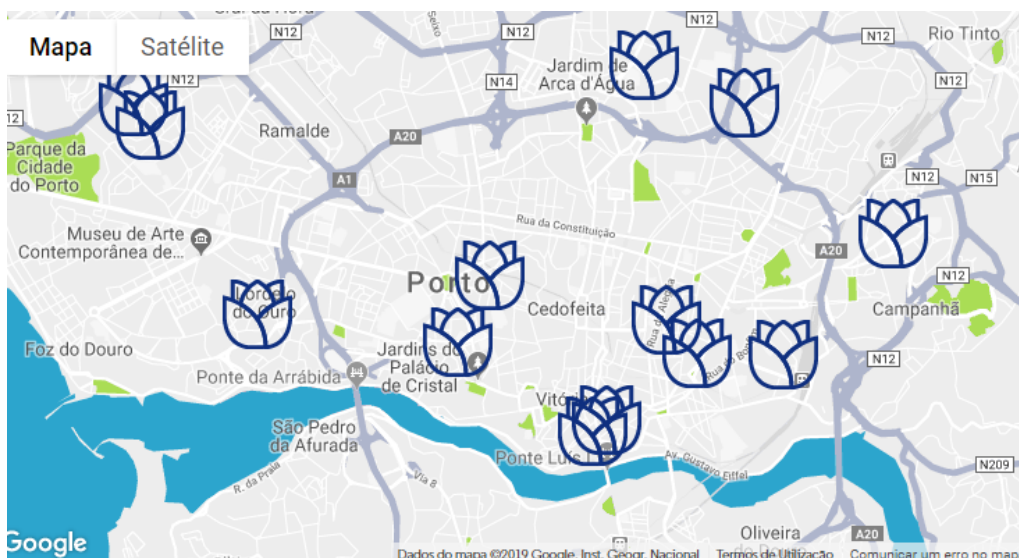 Mapa
Satélite
N12
N12
N12
Rio Tinto
N12
N14
Jardim de
Arca d'Água
12
Ramalde
A20
Parque da
Cidade
do Porto
A1
N12
N15
Rua da Constituição
Museu de Arte
Contemporânea de...
A20
N12
Porto
Cedofeita
Campanhã
Lordelo
do Ouro
Foz do Douro
Jardins do
Palácio
de Cristal
N12
Ponte da Arrábida
São Pedro
da Afurada
Ponte Luís I
Av. Gustavo Eiffel
N209
R. da Praia
Via 8
Oliveira
A20
Google
Dados do mapa ©2019 Google, Inst. Geogr. Nacional
Termos de Utilização
Comunicar um erro no mapa